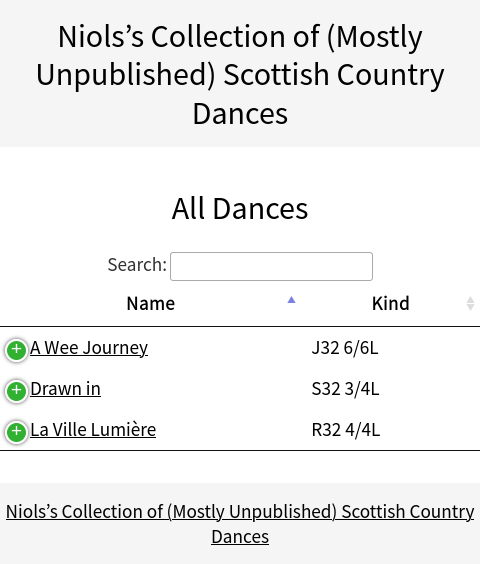 Niols’s Collection of (Mostly
Unpublished) Scottish Country
Dances
All Dances
Search:
Name Kind
A Wee Journey J32 6/6L
Drawn in S32 3/4L
La Ville Lumière R32 4/4L
Niols’s Collection of (Mostly Unpublished) Scottish Country
Dances